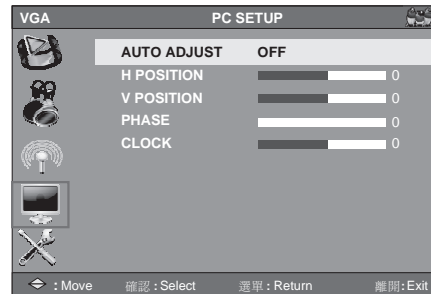 VGA PC SETUP
AUTO ADJUST OFF
H POSITION 0
V POSITION 0
PHASE 0
CLOCK 0
: Move 確認 : Select 選單 : Return 離開 : Exit